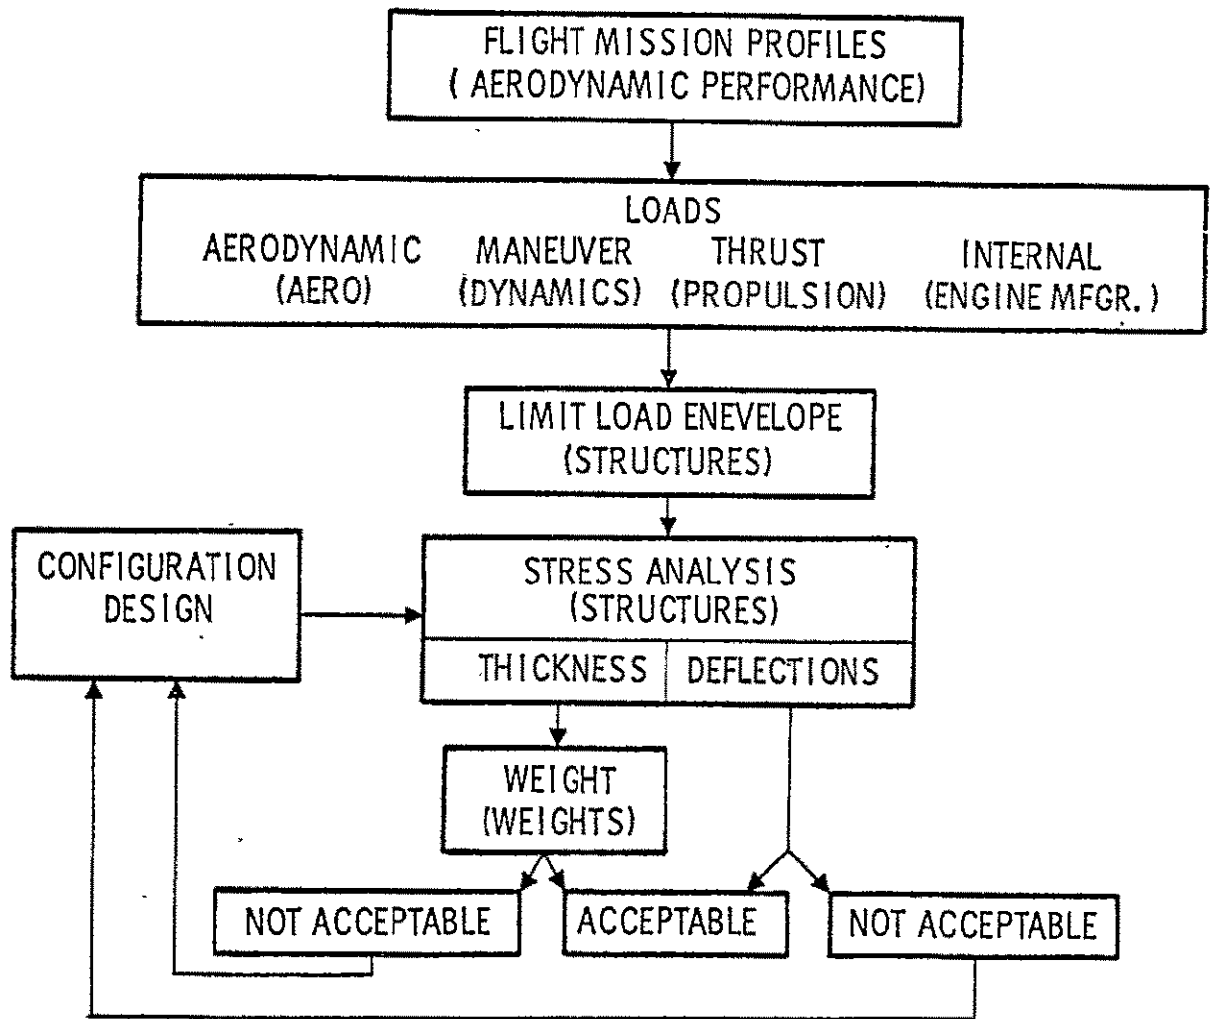 FLIGHT MISSION PROFILES
( AERODYNAMIC PERFORMANCE)
LOADS
AERODYNAMIC MANEUVER THRUST INTERNAL
(AERO) (DYNAMICS) (PROPULSION) (ENGINE MFGR. )
LIMIT LOAD ENEVELOPE
(STRUCTURES)
CONFIGURATION
DESIGN
STRESS ANALYSIS
(STRUCTURES)
THICKNESS DEFLECTIONS
WEIGHT
(WEIGHTS)
NOT ACCEPTABLE ACCEPTABLE NOT ACCEPTABLE